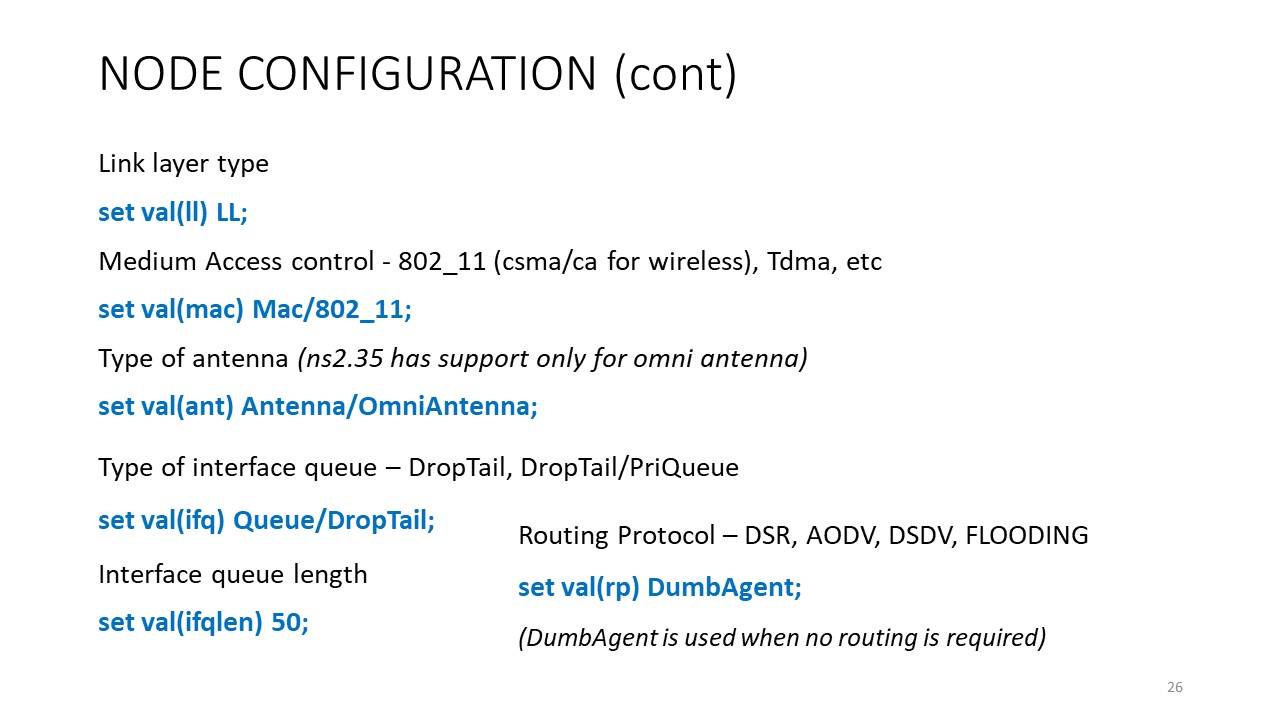 NODE CONFIGURATION (cont)
Link layer type
set val(ll) LL;
Medium Access control - 802_11 (csma/ca for wireless), Tdma, etc
set val(mac) Mac/802_11;
Type of antenna (ns2.35 has support only for omni antenna)
set val(ant) Antenna/OmniAntenna;
Type of interface queue – DropTail, DropTail/PriQueue
set val(ifq) Queue/DropTail;
Interface queue length
set val(ifqlen) 50;
Routing Protocol – DSR, AODV, DSDV, FLOODING
set val(rp) DumbAgent;
(DumbAgent is used when no routing is required)
26